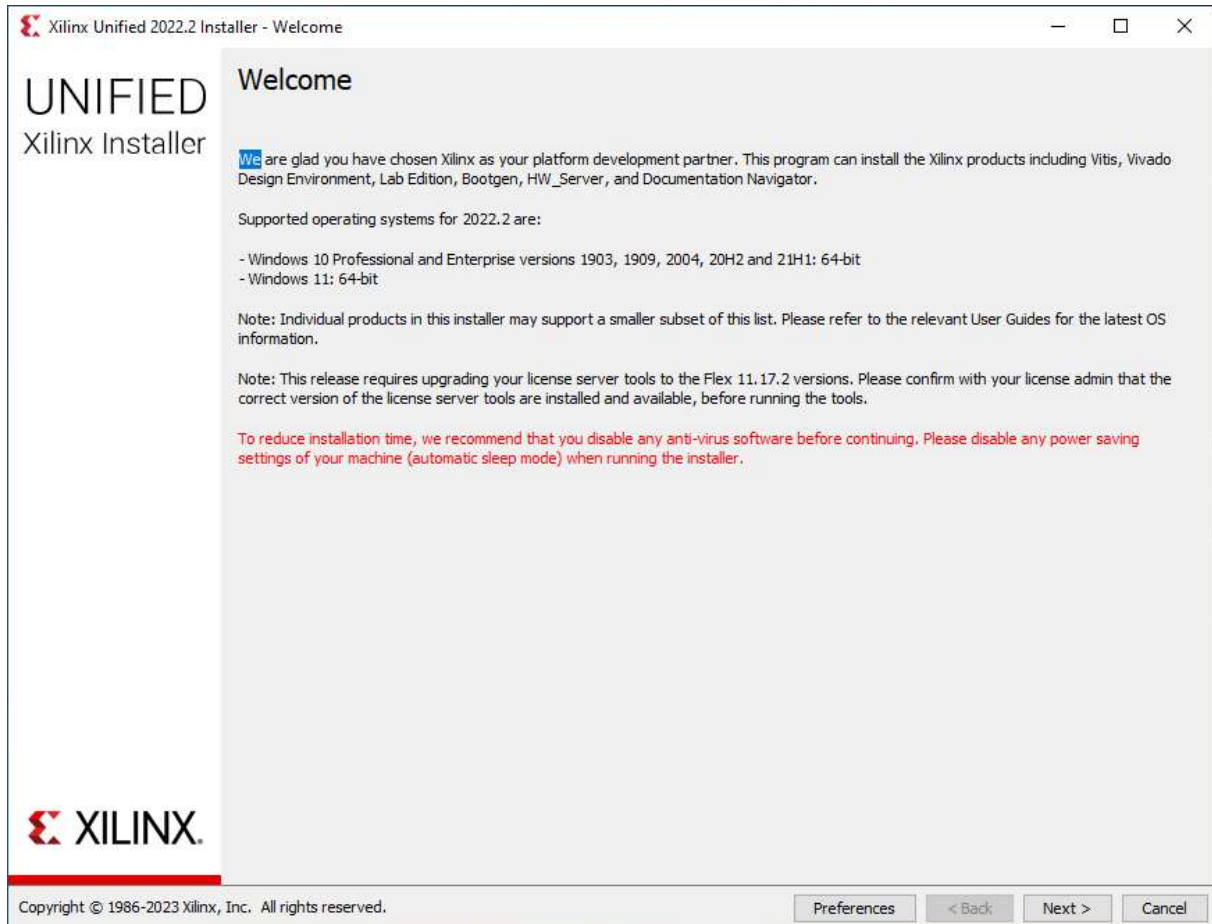 Xilinx Unified 2022.2 Installer - Welcome
UNIFIED
Xilinx Installer
Welcome
We are glad you have chosen Xilinx as your platform development partner. This program can install the Xilinx products including Vitis, Vivado
Design Environment, Lab Edition, Bootgen, HW_Server, and Documentation Navigator.
Supported operating systems for 2022.2 are:
- Windows 10 Professional and Enterprise versions 1903, 1909, 2004, 20H2 and 21H1: 64-bit
- Windows 11: 64-bit
Note: Individual products in this installer may support a smaller subset of this list. Please refer to the relevant User Guides for the latest OS
information.
Note: This release requires upgrading your license server tools to the Flex 11.17.2 versions. Please confirm with your license admin that the
correct version of the license server tools are installed and available, before running the tools.
To reduce installation time, we recommend that you disable any anti-virus software before continuing. Please disable any power saving
settings of your machine (automatic sleep mode) when running the installer.
XILINX.
Copyright © 1986-2023 Xilinx, Inc. All rights reserved.
Preferences < Back Next > Cancel